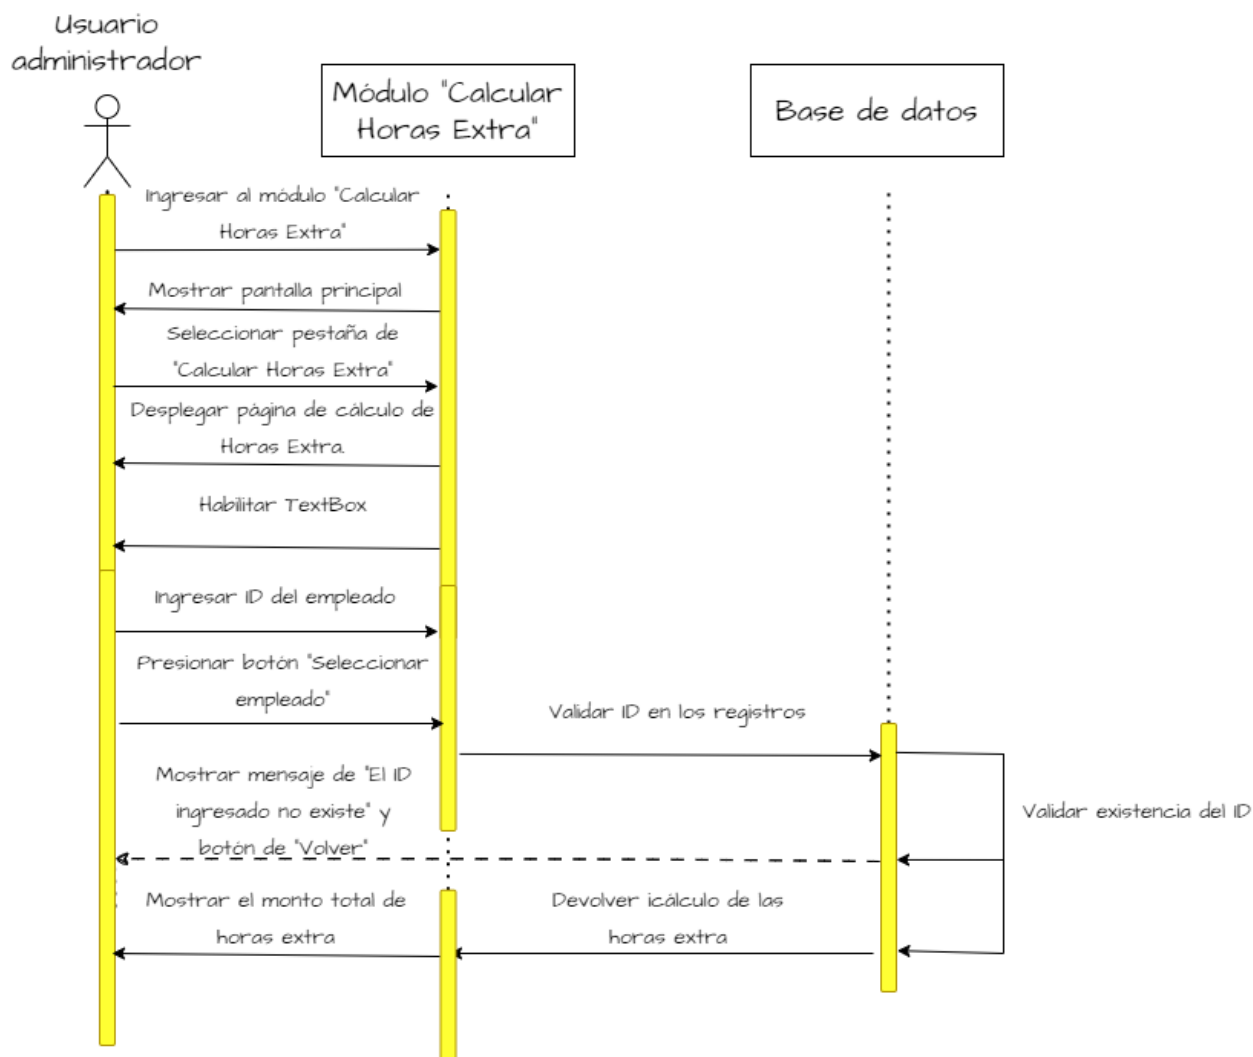 Usuario
administrador
Módulo "Calcular
Horas Extra"
Base de datos
Ingresar al módulo "Calcular
Horas Extra"
Mostrar pantalla principal
Seleccionar pestaña de
"Calcular Horas Extra"
Desplegar página de cálculo de
Horas Extra.
Habilitar TextBox
Ingresar ID del empleado
Presionar botón "Seleccionar
empleado"
Validar ID en los registros
Mostrar mensaje de "El ID
ingresado no existe" y
botón de "Volver"
Validar existencia del ID
Mostrar el monto total de
horas extra
Devolver icálculo de las
horas extra